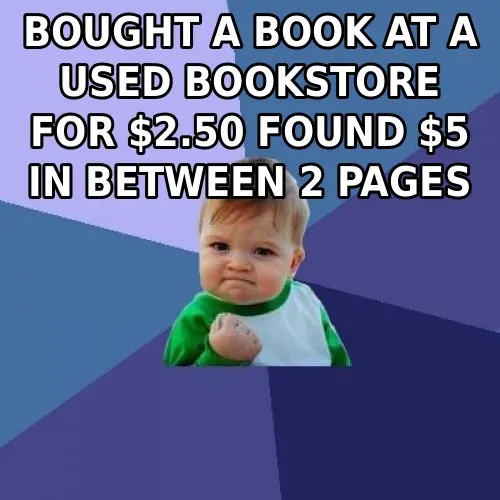 BOUGHT A BOOK AT A
USED BOOKSTORE
FOR $2.50 FOUND $5
IN BETWEEN 2 PAGES